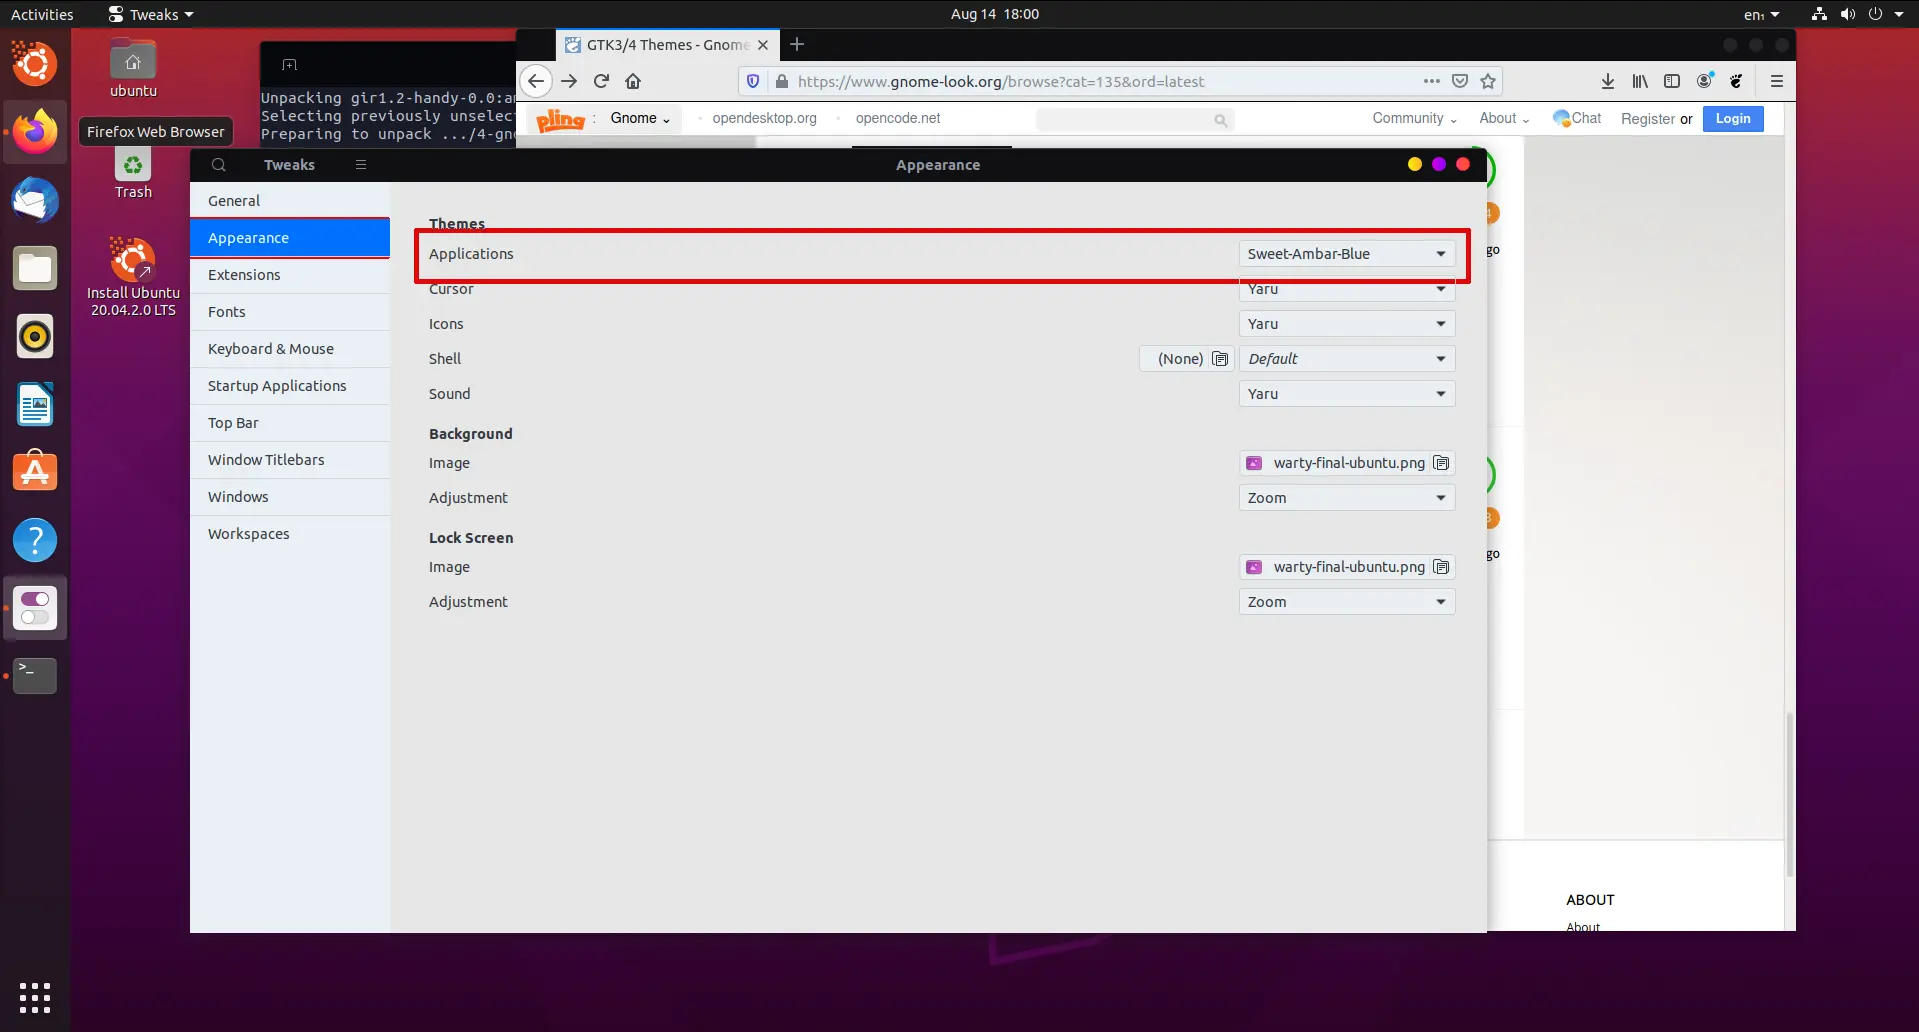 Activities
Tweaks
Aug 14 18:00
en₁
ubuntu
Firefox Web Browser
Trash
Install Ubuntu
20.04.2.0 LTS
Unpacking gir1.2-handy-0.0:a
Selecting previously unselect
Preparing to unpack .../4-gn
GTK3/4 Themes - Gnome
https://www.gnome-look.org/browse?cat=135&ord=latest
pling : Gnome
opendesktop.org
opencode.net
Community
About
Chat
Register or
Login
Tweaks
Appearance
General
Appearance
Extensions
Fonts
Keyboard & Mouse
Startup Applications
Top Bar
Window Titlebars
Windows
Workspaces
Themes
Applications
Sweet-Ambar-Blue
Cursor
Yaru
Icons
Yaru
Shell
(None)
Default
Sound
Yaru
Background
Image
warty-final-ubuntu.png
Adjustment
Zoom
Lock Screen
Image
warty-final-ubuntu.png
Adjustment
Zoom
go
go
ABOUT
About